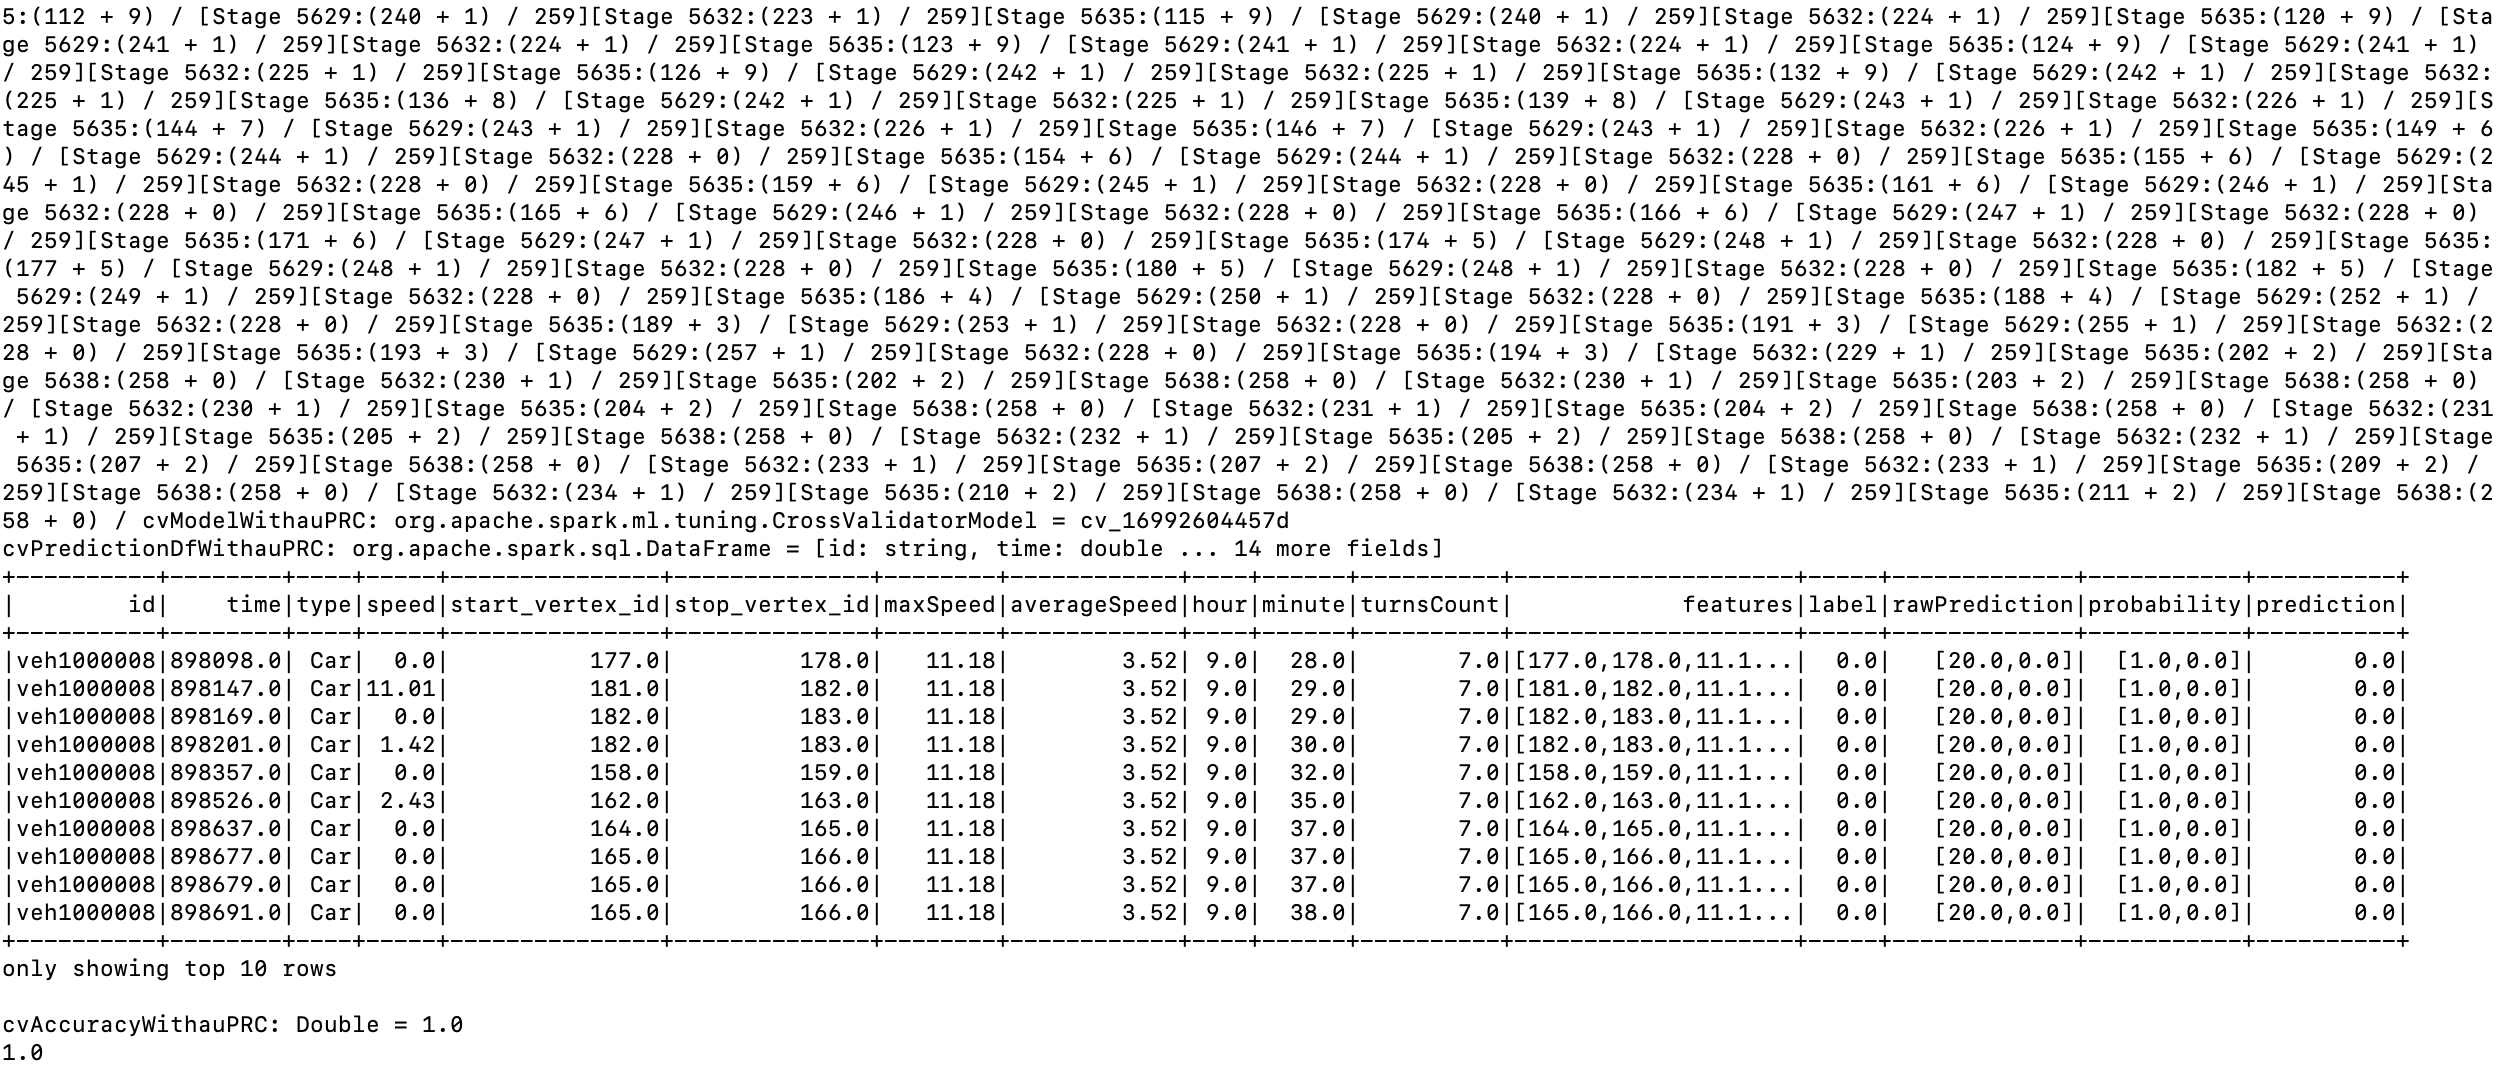 5:(112 + 9) / [Stage 5629:(240 + 1) / 259][Stage 5632:(223 + 1) / 259][Stage 5635:(115 + 9) / [Stage 5629:(240 + 1) / 259][Stage 5632:(224 + 1) / 259][Stage 5635:(120 + 9) / [Sta
ge 5629:(241 + 1) / 259][Stage 5632:(224 + 1) / 259][Stage 5635:(123 + 9) / [Stage 5629:(241 + 1) / 259][Stage 5632:(224 + 1) / 259][Stage 5635:(124 + 9) / [Stage 5629:(241 + 1)
/ 259][Stage 5632:(225 + 1) / 259][Stage 5635:(126 + 9) / [Stage 5629:(242 + 1) / 259][Stage 5632:(225 + 1) / 259][Stage 5635:(132 + 9) / [Stage 5629:(242 + 1) / 259][Stage 5632:
(225 + 1) / 259][Stage 5635:(136 + 8) / [Stage 5629:(242 + 1) / 259][Stage 5632:(225 + 1) / 259][Stage 5635:(139 + 8) / [Stage 5629:(243 + 1) / 259][Stage 5632:(226 + 1) / 259][S
tage 5635:(144 + 7) / [Stage 5629:(243 + 1) / 259][Stage 5632:(226 + 1) / 259][Stage 5635:(146 + 7) / [Stage 5629:(243 + 1) / 259][Stage 5632:(226 + 1) / 259][Stage 5635:(149 + 6
) / [Stage 5629:(244 + 1) / 259][Stage 5632:(228 + 0) / 259][Stage 5635:(154 + 6) / [Stage 5629:(244 + 1) / 259][Stage 5632:(228 + 0) / 259][Stage 5635:(155 + 6) / [Stage 5629:(2
45 + 1) / 259][Stage 5632:(228 + 0) / 259][Stage 5635:(159 + 6) / [Stage 5629:(245 + 1) / 259][Stage 5632:(228 + 0) / 259][Stage 5635:(161 + 6) / [Stage 5629:(246 + 1) / 259][Sta
ge 5632:(228 + 0) / 259][Stage 5635:(165 + 6) / [Stage 5629:(246 + 1) / 259][Stage 5632:(228 + 0) / 259][Stage 5635:(166 + 6) / [Stage 5629:(247 + 1) / 259][Stage 5632:(228 + 0)
/ 259][Stage 5635:(171 + 6) / [Stage 5629:(247 + 1) / 259][Stage 5632:(228 + 0) / 259][Stage 5635:(174 + 5) / [Stage 5629:(248 + 1) / 259][Stage 5632:(228 + 0) / 259][Stage 5635:
(177 + 5) / [Stage 5629:(248 + 1) / 259][Stage 5632:(228 + 0) / 259][Stage 5635:(180 + 5) / [Stage 5629:(248 + 1) / 259][Stage 5632:(228 + 0) / 259][Stage 5635:(182 + 5) / [Stage
 5629:(249 + 1) / 259][Stage 5632:(228 + 0) / 259][Stage 5635:(186 + 4) / [Stage 5629:(250 + 1) / 259][Stage 5632:(228 + 0) / 259][Stage 5635:(188 + 4) / [Stage 5629:(252 + 1) /
259][Stage 5632:(228 + 0) / 259][Stage 5635:(189 + 3) / [Stage 5629:(253 + 1) / 259][Stage 5632:(228 + 0) / 259][Stage 5635:(191 + 3) / [Stage 5629:(255 + 1) / 259][Stage 5632:(2
28 + 0) / 259][Stage 5635:(193 + 3) / [Stage 5629:(257 + 1) / 259][Stage 5632:(228 + 0) / 259][Stage 5635:(194 + 3) / [Stage 5632:(229 + 1) / 259][Stage 5635:(202 + 2) / 259][Sta
ge 5638:(258 + 0) / [Stage 5632:(230 + 1) / 259][Stage 5635:(202 + 2) / 259][Stage 5638:(258 + 0) / [Stage 5632:(230 + 1) / 259][Stage 5635:(203 + 2) / 259][Stage 5638:(258 + 0)
/ [Stage 5632:(230 + 1) / 259][Stage 5635:(204 + 2) / 259][Stage 5638:(258 + 0) / [Stage 5632:(231 + 1) / 259][Stage 5635:(204 + 2) / 259][Stage 5638:(258 + 0) / [Stage 5632:(231
 + 1) / 259][Stage 5635:(205 + 2) / 259][Stage 5638:(258 + 0) / [Stage 5632:(232 + 1) / 259][Stage 5635:(205 + 2) / 259][Stage 5638:(258 + 0) / [Stage 5632:(232 + 1) / 259][Stage
 5635:(207 + 2) / 259][Stage 5638:(258 + 0) / [Stage 5632:(233 + 1) / 259][Stage 5635:(207 + 2) / 259][Stage 5638:(258 + 0) / [Stage 5632:(233 + 1) / 259][Stage 5635:(209 + 2) /
259][Stage 5638:(258 + 0) / [Stage 5632:(234 + 1) / 259][Stage 5635:(210 + 2) / 259][Stage 5638:(258 + 0) / [Stage 5632:(234 + 1) / 259][Stage 5635:(211 + 2) / 259][Stage 5638:(2
58 + 0) / cvModelWithauPRC: org.apache.spark.ml.tuning.CrossValidatorModel = cv_16992604457d
cvPredictionDfWithauPRC: org.apache.spark.sql.DataFrame = [id: string, time: double ... 14 more fields]
+----------+--------+----+-----+---------------+--------------+--------+------------+----+------+----------+--------------------+-----+-------------+-----------+----------+
|        id|    time|type|speed|start_vertex_id|stop_vertex_id|maxSpeed|averageSpeed|hour|minute|turnsCount|            features|label|rawPrediction|probability|prediction|
+----------+--------+----+-----+---------------+--------------+--------+------------+----+------+----------+--------------------+-----+-------------+-----------+----------+
|veh1000008|898098.0| Car|  0.0|          177.0|         178.0|   11.18|        3.52| 9.0|  28.0|       7.0|[177.0,178.0,11.1...|  0.0|   [20.0,0.0]|  [1.0,0.0]|       0.0|
|veh1000008|898147.0| Car|11.01|          181.0|         182.0|   11.18|        3.52| 9.0|  29.0|       7.0|[181.0,182.0,11.1...|  0.0|   [20.0,0.0]|  [1.0,0.0]|       0.0|
|veh1000008|898169.0| Car|  0.0|          182.0|         183.0|   11.18|        3.52| 9.0|  29.0|       7.0|[182.0,183.0,11.1...|  0.0|   [20.0,0.0]|  [1.0,0.0]|       0.0|
|veh1000008|898201.0| Car| 1.42|          182.0|         183.0|   11.18|        3.52| 9.0|  30.0|       7.0|[182.0,183.0,11.1...|  0.0|   [20.0,0.0]|  [1.0,0.0]|       0.0|
|veh1000008|898357.0| Car|  0.0|          158.0|         159.0|   11.18|        3.52| 9.0|  32.0|       7.0|[158.0,159.0,11.1...|  0.0|   [20.0,0.0]|  [1.0,0.0]|       0.0|
|veh1000008|898526.0| Car| 2.43|          162.0|         163.0|   11.18|        3.52| 9.0|  35.0|       7.0|[162.0,163.0,11.1...|  0.0|   [20.0,0.0]|  [1.0,0.0]|       0.0|
|veh1000008|898637.0| Car|  0.0|          164.0|         165.0|   11.18|        3.52| 9.0|  37.0|       7.0|[164.0,165.0,11.1...|  0.0|   [20.0,0.0]|  [1.0,0.0]|       0.0|
|veh1000008|898677.0| Car|  0.0|          165.0|         166.0|   11.18|        3.52| 9.0|  37.0|       7.0|[165.0,166.0,11.1...|  0.0|   [20.0,0.0]|  [1.0,0.0]|       0.0|
|veh1000008|898679.0| Car|  0.0|          165.0|         166.0|   11.18|        3.52| 9.0|  37.0|       7.0|[165.0,166.0,11.1...|  0.0|   [20.0,0.0]|  [1.0,0.0]|       0.0|
|veh1000008|898691.0| Car|  0.0|          165.0|         166.0|   11.18|        3.52| 9.0|  38.0|       7.0|[165.0,166.0,11.1...|  0.0|   [20.0,0.0]|  [1.0,0.0]|       0.0|
+----------+--------+----+-----+---------------+--------------+--------+------------+----+------+----------+--------------------+-----+-------------+-----------+----------+
only showing top 10 rows

cvAccuracyWithauPRC: Double = 1.0
1.0